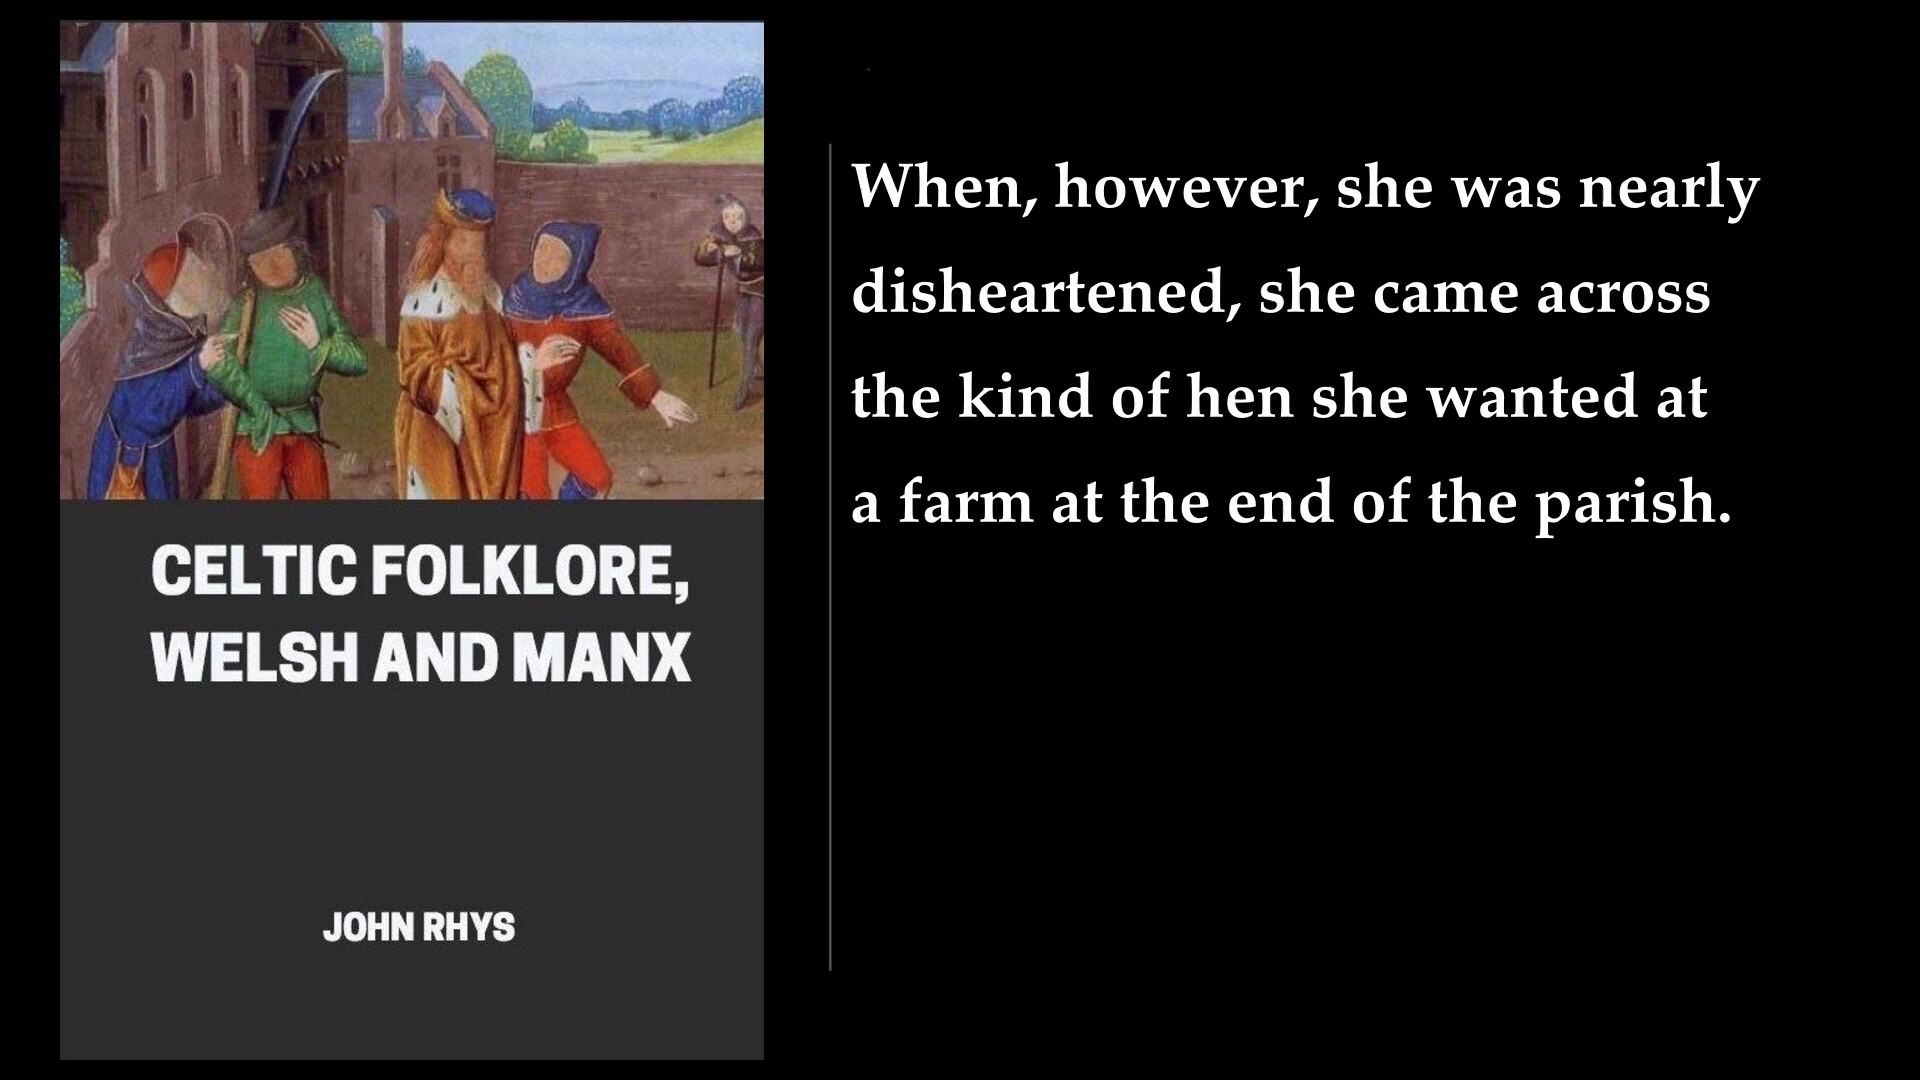 CELTIC FOLKLORE,
WELSH AND MANX
JOHN RHYS
When, however, she was nearly
disheartened, she came across
the kind of hen she wanted at
a farm at the end of the parish.